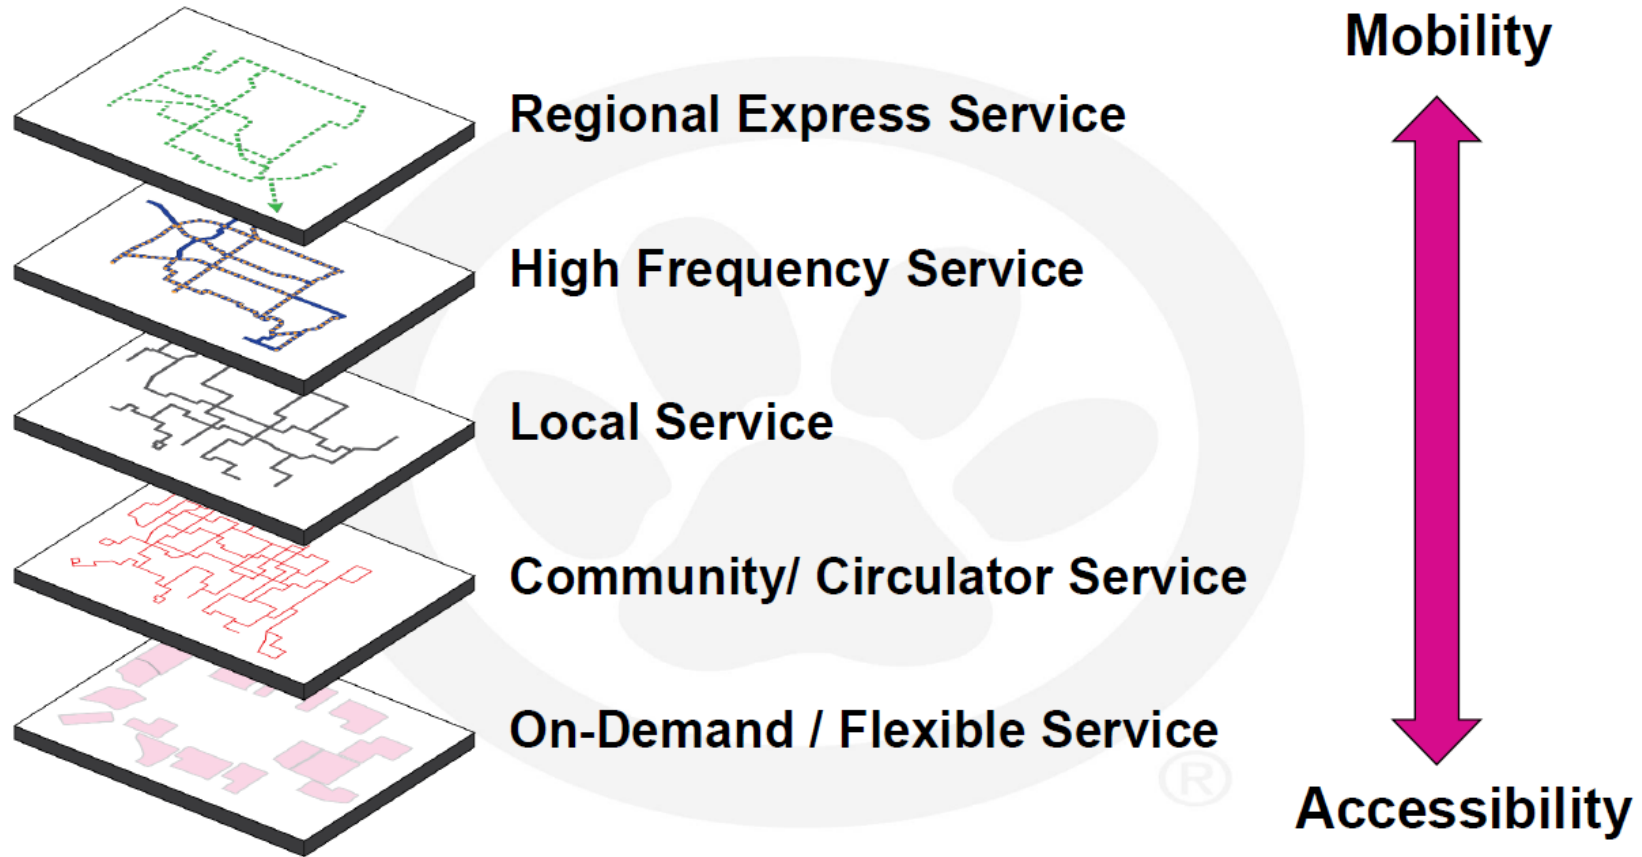 Mobility
Regional Express Service
High Frequency Service
Local Service
Community/ Circulator Service
On-Demand / Flexible Service
®
Accessibility